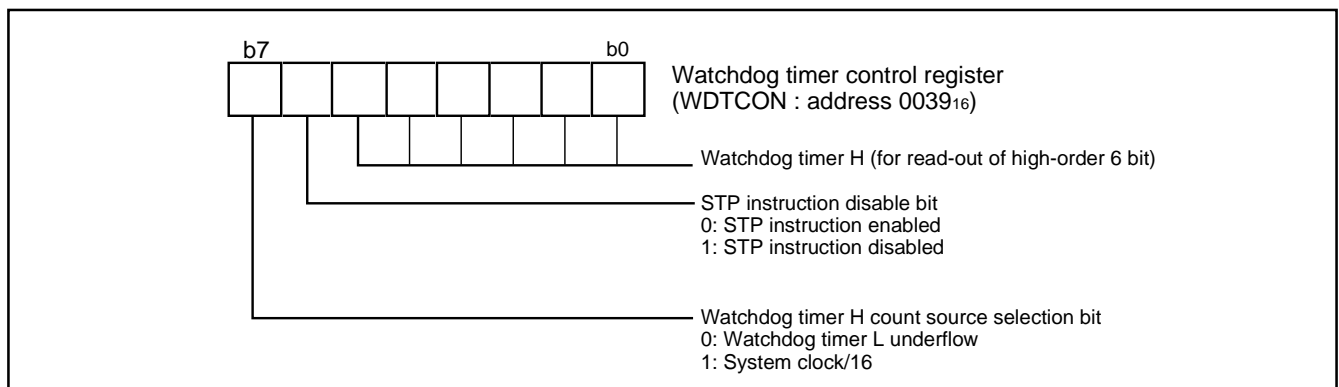 b7 b0
Watchdog timer control register
(WDTCON : address 0039₁₆)
Watchdog timer H (for read-out of high-order 6 bit)
STP instruction disable bit
0: STP instruction enabled
1: STP instruction disabled
Watchdog timer H count source selection bit
0: Watchdog timer L underflow
1: System clock/16